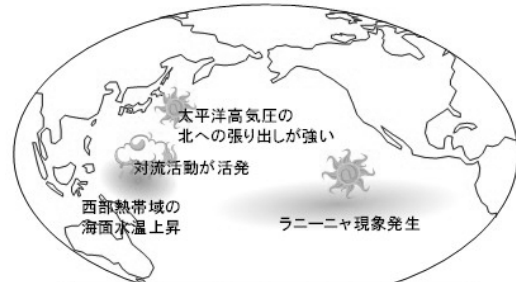 太平洋高気圧の
北への張り出しが強い
対流活動が活発
西部熱帯域の
海面水温上昇
ラニーニャ現象発生